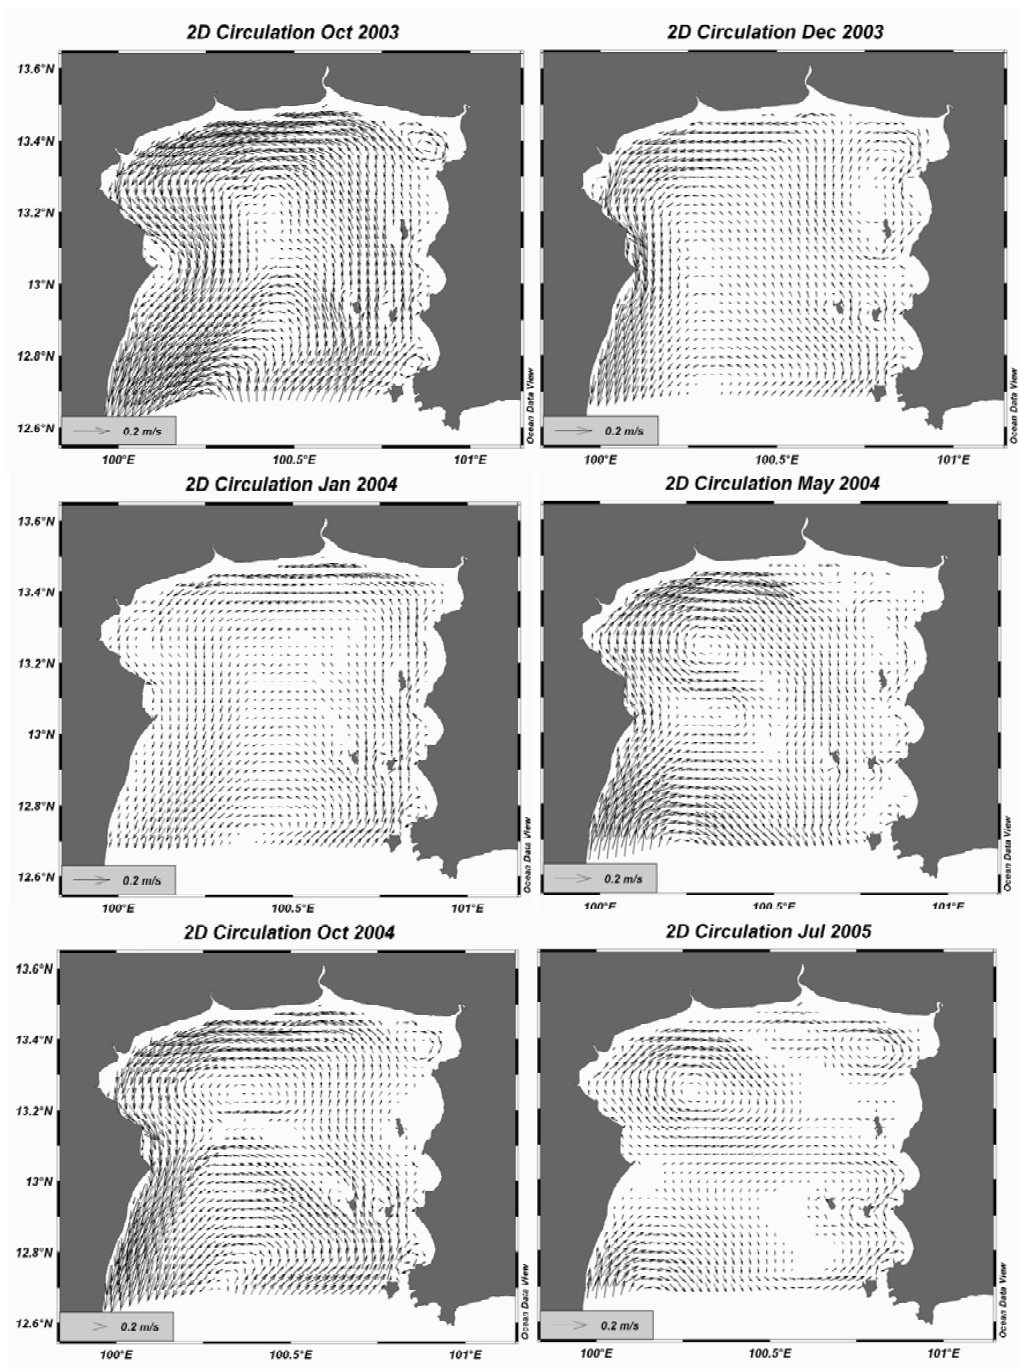 2D Circulation Oct 2003
2D Circulation Dec 2003
13.6°N
13.4°N
13.2°N
13°N
12.8°N
12.6°N
0.2 m/s
0.2 m/s
Ocean Data View
Ocean Data View
100°E
100.5°E
101°E
100°E
100.5°E
101°E
2D Circulation Jan 2004
2D Circulation May 2004
13.6°N
13.4°N
13.2°N
13°N
12.8°N
12.6°N
0.2 m/s
0.2 m/s
Ocean Data View
Ocean Data View
100°E
100.5°E
101°E
100°E
100.5°E
101°E
2D Circulation Oct 2004
2D Circulation Jul 2005
13.6°N
13.4°N
13.2°N
13°N
12.8°N
12.6°N
0.2 m/s
0.2 m/s
Ocean Data View
Ocean Data View
100°E
100.5°E
101°E
100°E
100.5°E
101°E